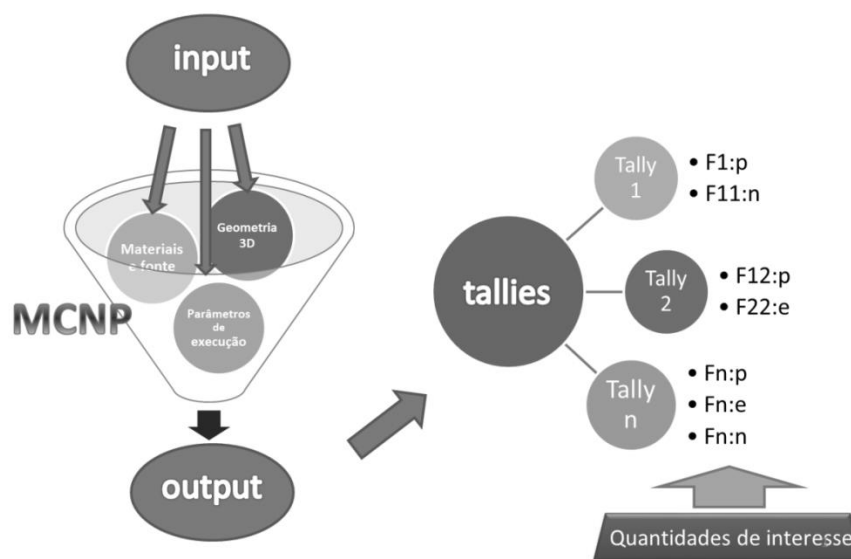 input
Materiais
e fonte
Geometria
3D
Parâmetros
de
execução
MCNP
output
tallies
Tally
1
• F1:p
• F11:n
Tally
2
• F12:p
• F22:e
Tally
n
• Fn:p
• Fn:e
• Fn:n
Quantidades de interesse